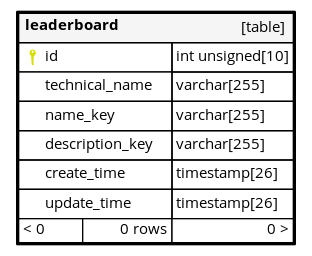 leaderboard [table]
id int unsigned[10]
technical_name varchar[255]
name_key varchar[255]
description_key varchar[255]
create_time timestamp[26]
update_time timestamp[26]
< 0 0 rows 0 >